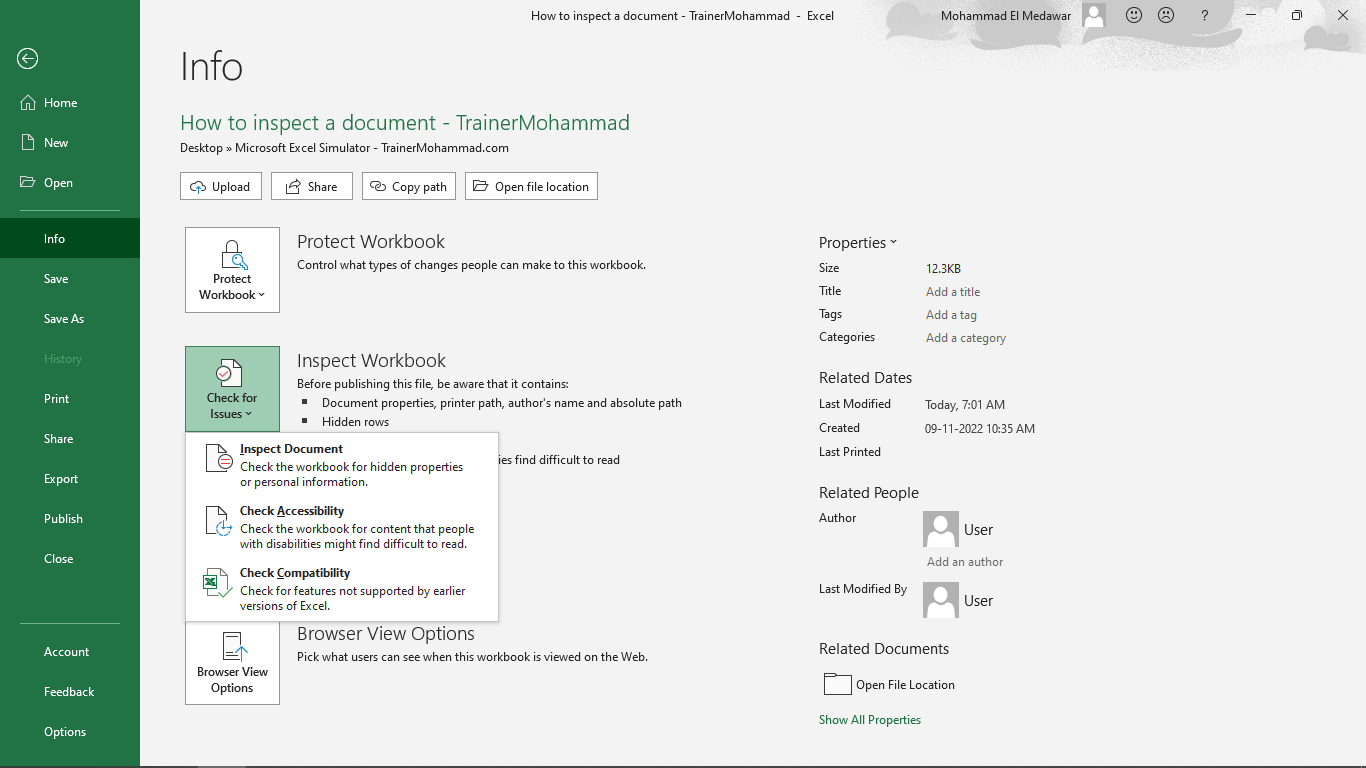 How to inspect a document - TrainerMohammad - Excel
Mohammad El Medawar
?
Info
Home
New
Open
Info
Save
Save As
History
Print
Share
Export
Publish
Close
Account
Feedback
Options
How to inspect a document - TrainerMohammad
Desktop » Microsoft Excel Simulator - TrainerMohammad.com
Upload
Share
Copy path
Open file location
Protect
Workbook
Protect Workbook
Control what types of changes people can make to this workbook.
Check for
Issues
Inspect Workbook
Before publishing this file, be aware that it contains:
Document properties, printer path, author's name and absolute path
Hidden rows
ies find difficult to read
Inspect Document
Check the workbook for hidden properties
or personal information.
Check Accessibility
Check the workbook for content that people
with disabilities might find difficult to read.
Check Compatibility
Check for features not supported by earlier
versions of Excel.
Browser View
Options
Browser View Options
Pick what users can see when this workbook is viewed on the Web.
Properties
Size 12.3KB
Title Add a title
Tags Add a tag
Categories Add a category
Related Dates
Last Modified Today, 7:01 AM
Created 09-11-2022 10:35 AM
Last Printed
Related People
Author User
Add an author
Last Modified By User
Related Documents
Open File Location
Show All Properties